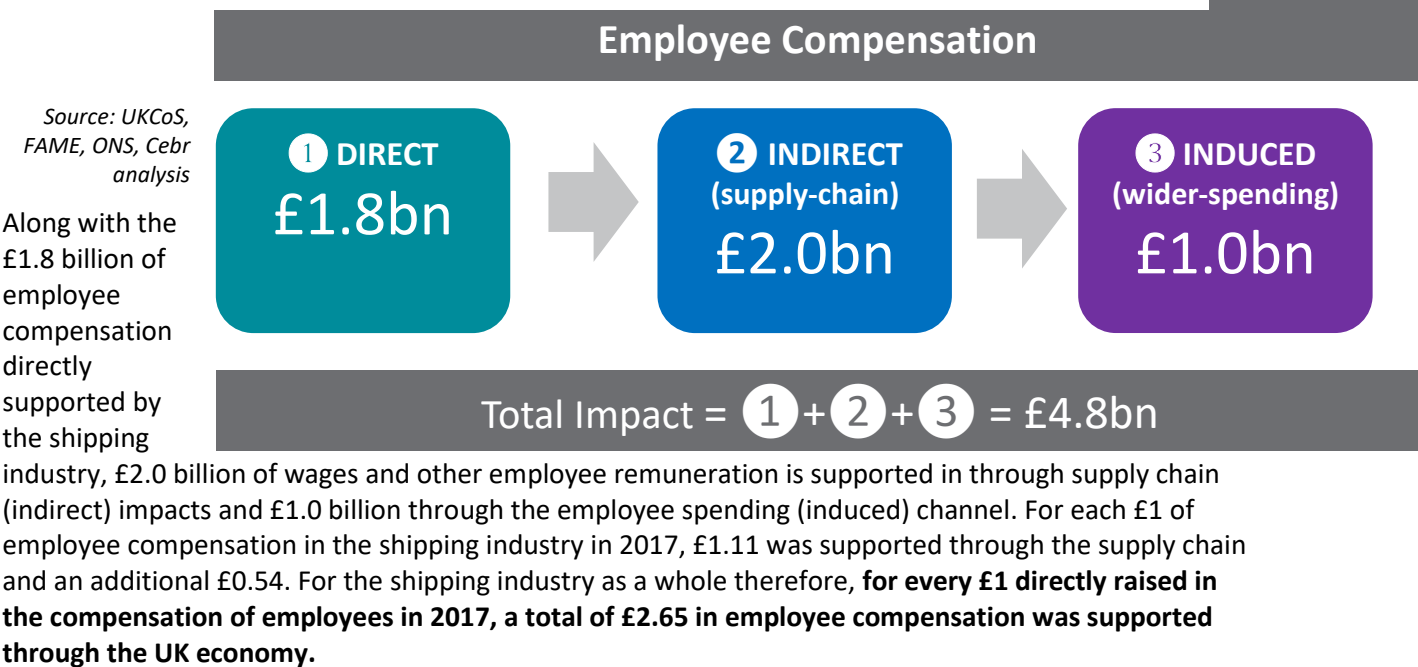 Employee Compensation
Source: UKCoS,
FAME, ONS, Cebr
analysis
1 DIRECT
£1.8bn
2 INDIRECT
(supply-chain)
£2.0bn
3 INDUCED
(wider-spending)
£1.0bn
Total Impact = 1+2+3 = £4.8bn
Along with the
£1.8 billion of
employee
compensation
directly
supported by
the shipping
industry, £2.0 billion of wages and other employee remuneration is supported in through supply chain
(indirect) impacts and £1.0 billion through the employee spending (induced) channel. For each £1 of
employee compensation in the shipping industry in 2017, £1.11 was supported through the supply chain
and an additional £0.54. For the shipping industry as a whole therefore, for every £1 directly raised in
the compensation of employees in 2017, a total of £2.65 in employee compensation was supported
through the UK economy.